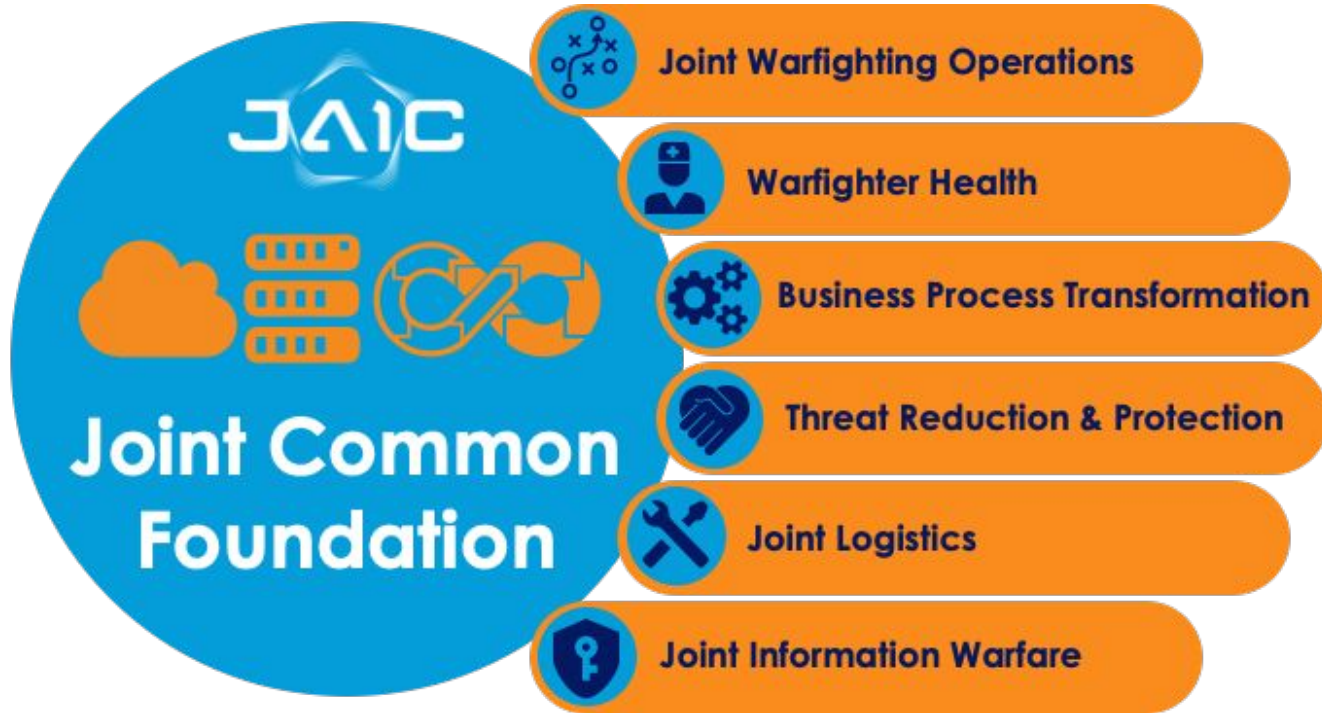 JAIC
Joint Common
Foundation
Joint Warfighting Operations
Warfighter Health
Business Process Transformation
Threat Reduction & Protection
Joint Logistics
Joint Information Warfare